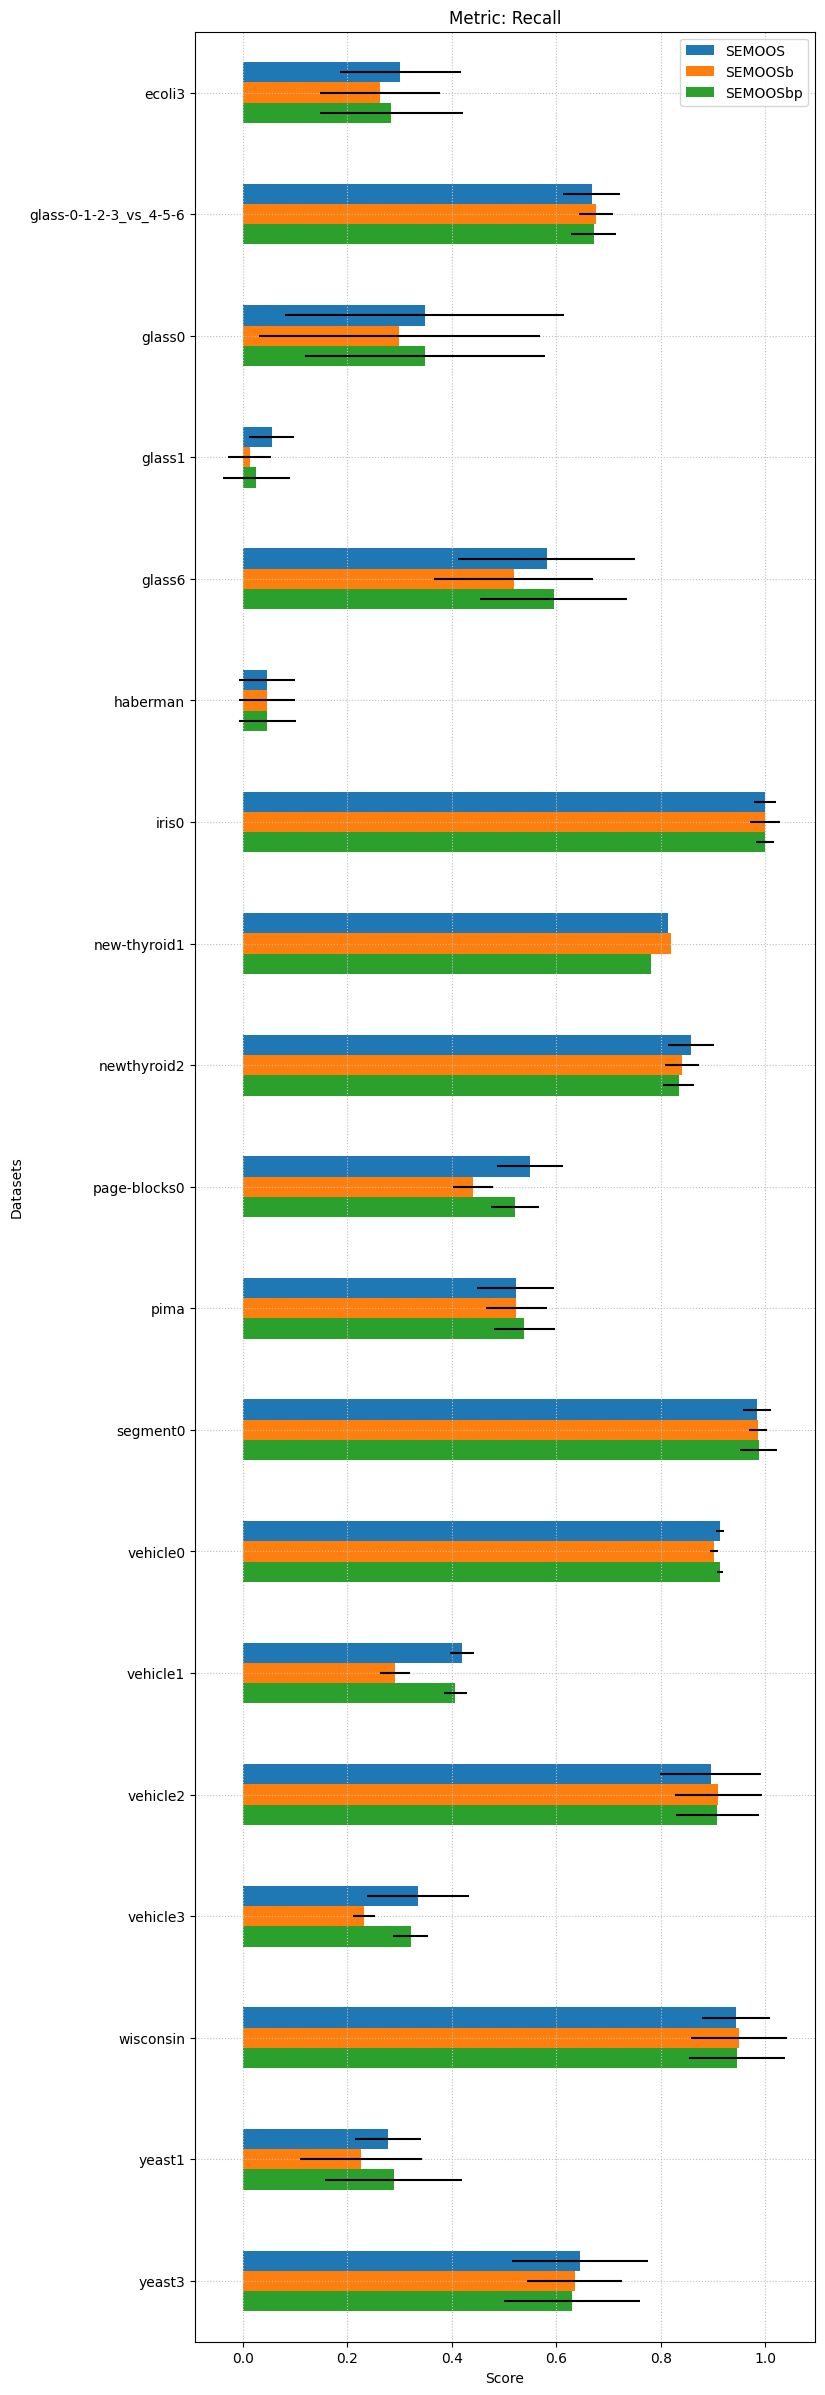 Metric: Recall
SEMOOS
SEMOOSb
SEMOOSbp
ecoli3
glass-0-1-2-3_vs_4-5-6
glass0
glass1
glass6
haberman
iris0
new-thyroid1
newthyroid2
page-blocks0
pima
segment0
vehicle0
vehicle1
vehicle2
vehicle3
wisconsin
yeast1
yeast3
Datasets
0.0 0.2 0.4 0.6 0.8 1.0
Score